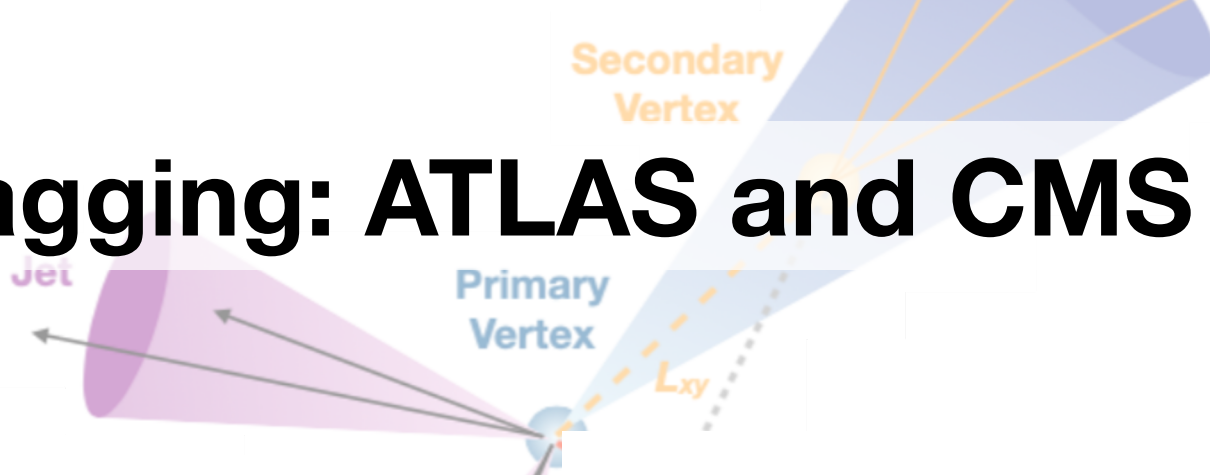 Secondary
Vertex
agging: ATLAS and CMS
Jet
Primary
Vertex
Lxy